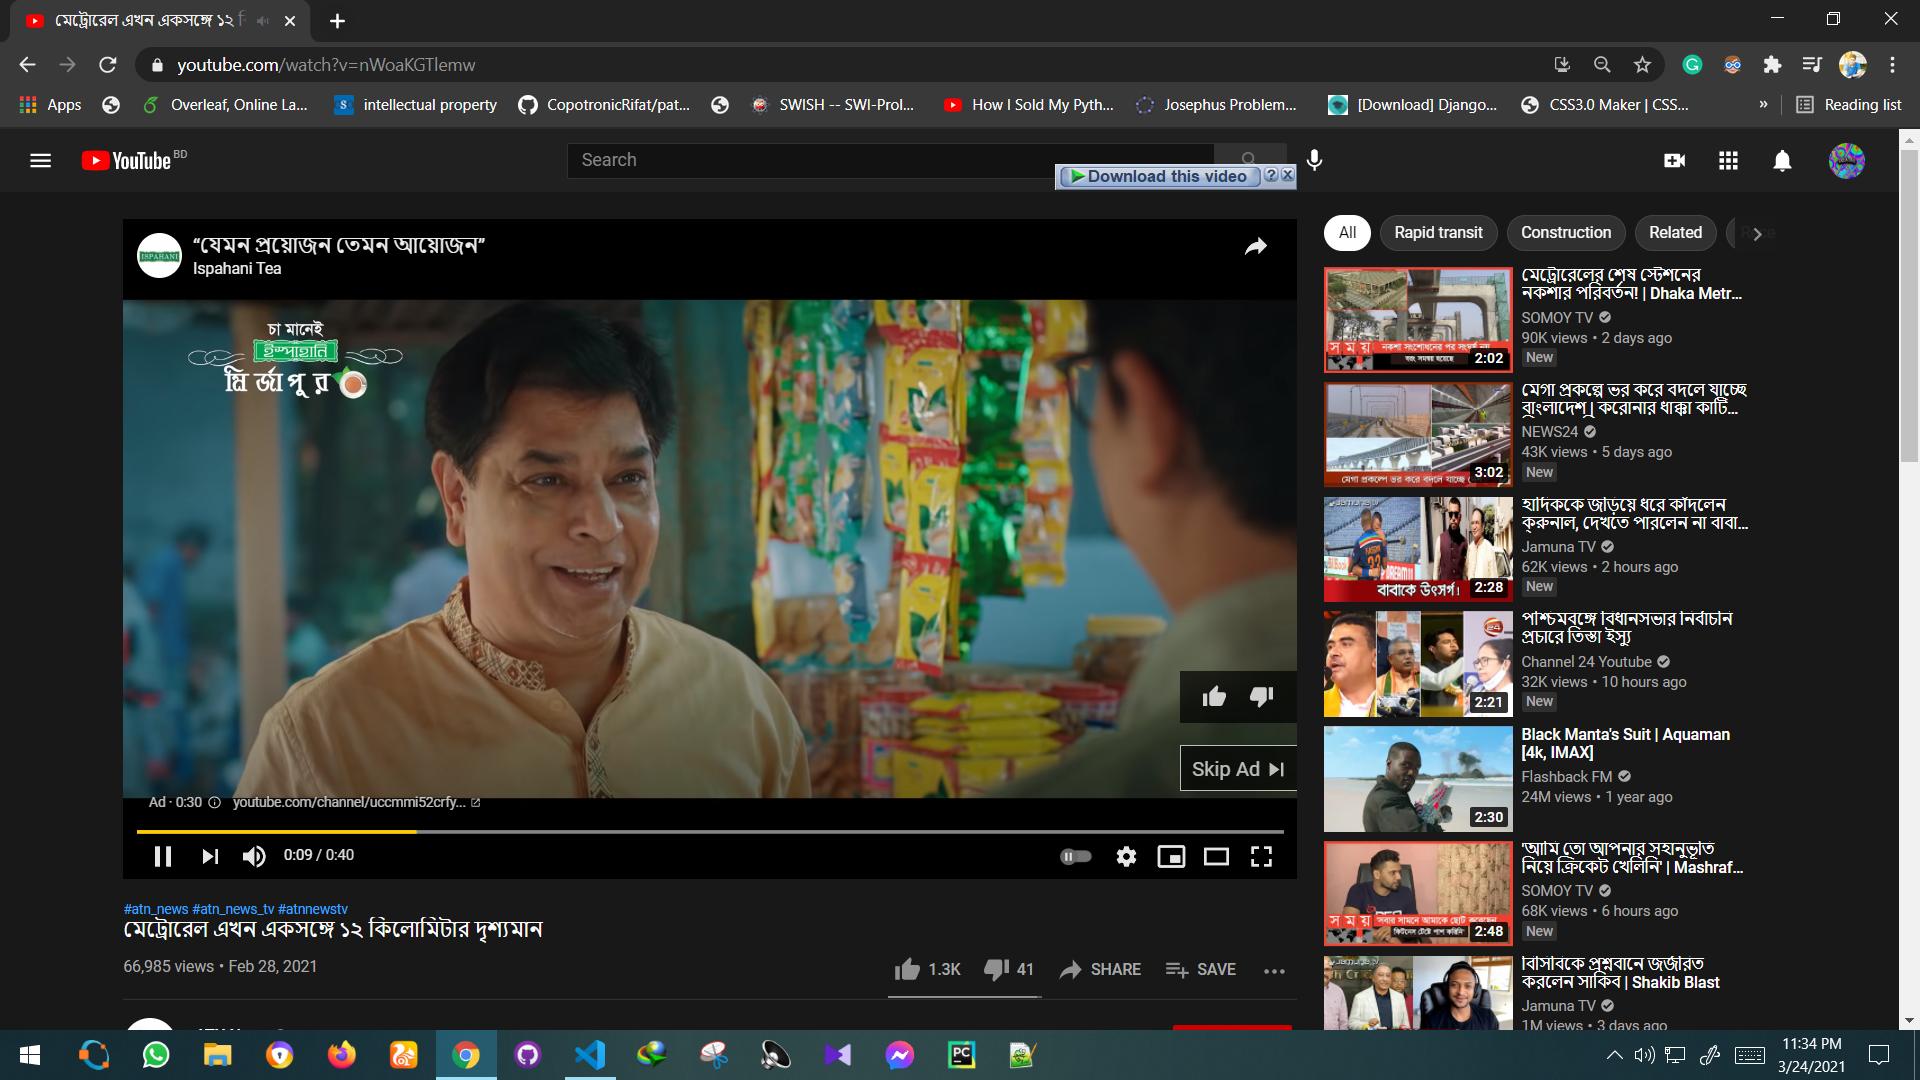 মেট্রোরেল এখন একসঙ্গে ১২
youtube.com/watch?v=nWoaKGTlemw
Apps
Overleaf, Online La...
intellectual property
CopotronicRifat/pat...
SWISH -- SWI-Prol...
How I Sold My Pyth...
Josephus Problem...
[Download] Django...
CSS3.0 Maker | CSS...
»
Reading list
YouTube BD
Search
Download this video
“যেমন প্রয়োজন তেমন আয়োজন”
Ispahani Tea
ISPAHANI
চা মানেই
ইস্পাহানি
মির্জাপুর
Skip Ad
Ad · 0:30
youtube.com/channel/uccmmi52crfy...
0:09 / 0:40
#atn_news #atn_news_tv #atnnewstv
মেট্রোরেল এখন একসঙ্গে ১২ কিলোমিটার দৃশ্যমান
66,985 views • Feb 28, 2021
1.3K
41
SHARE
SAVE
All
Rapid transit
Construction
Related
মেট্রোরেলের শেষ স্টেশনের
নকশার পরিবর্তন! | Dhaka Metr...
SOMOY TV
90K views • 2 days ago
New
সময়
2:02
মেগা প্রকল্পে ভর করে বদলে যাচ্ছে
বাংলাদেশ | করোনার ধাক্কা কাটি...
NEWS24
43K views • 5 days ago
New
মেগা প্রকল্পে ভর করে বদলে যাচ্ছে
3:02
হার্দিককে জড়িয়ে ধরে কাঁদলেন
ক্রুনাল, দেখতে পারলেন না বাবা...
Jamuna TV
62K views • 2 hours ago
New
বাবাকে উৎসর্গ!
2:28
পশ্চিমবঙ্গে বিধানসভার নির্বাচনি
প্রচারে তিস্তা ইস্যু
Channel 24 Youtube
32K views • 10 hours ago
New
24
2:21
Black Manta's Suit | Aquaman
[4k, IMAX]
Flashback FM
24M views • 1 year ago
2:30
'আমি তো আপনার সহানুভূতি
নিয়ে ক্রিকেট খেলিনি' | Mashraf...
SOMOY TV
68K views • 6 hours ago
New
সময়
2:48
বিসিবিকে প্রশ্নবানে জর্জরিত
করলেন সাকিব | Shakib Blast
Jamuna TV
1M views • 3 days ago
11:34 PM
3/24/2021